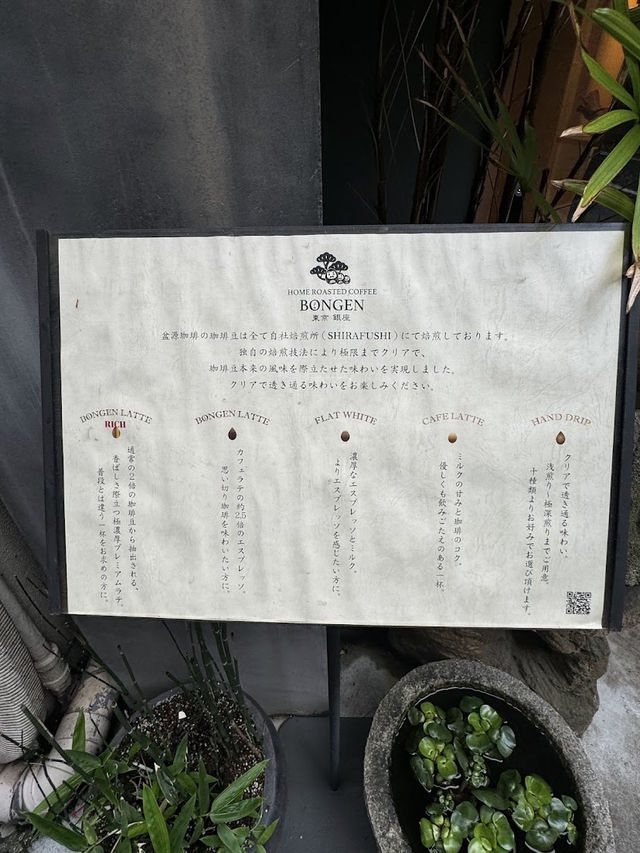 HOME ROASTED COFFEE
BONGEN
東京 銀座
盆源珈琲の珈琲豆は全て自社焙煎所(SHIRAFUSHI)にて焙煎しております。
独自の焙煎技法により極限までクリアで、
珈琲豆本来の風味を際立たせた味わいを実現しました。
クリアで透き通る味わいをお楽しみください。
HAND DRIP
クリアで透き通る味わい。
浅煎り~極深煎りまでご用意。
十種類よりお好みでお選び頂けます。
CAFE LATTE
ミルクの甘みと珈琲のコク。
優しくも飲みごたえのある一杯、
FLAT WHITE
濃厚なエスプレッソとミルク。
よりエスプレッソを感じたい方に。
BONGEN LATTE
カフェラテの約2.5倍のエスプレッソ。
思い切り珈琲を味わいたい方に。
BONGEN LATTE
RICH
通常の2倍の珈琲豆から抽出される、
香ばしさ際立つ極濃厚プレミアムラテ。
普段とは違う一杯をお求めの方に。